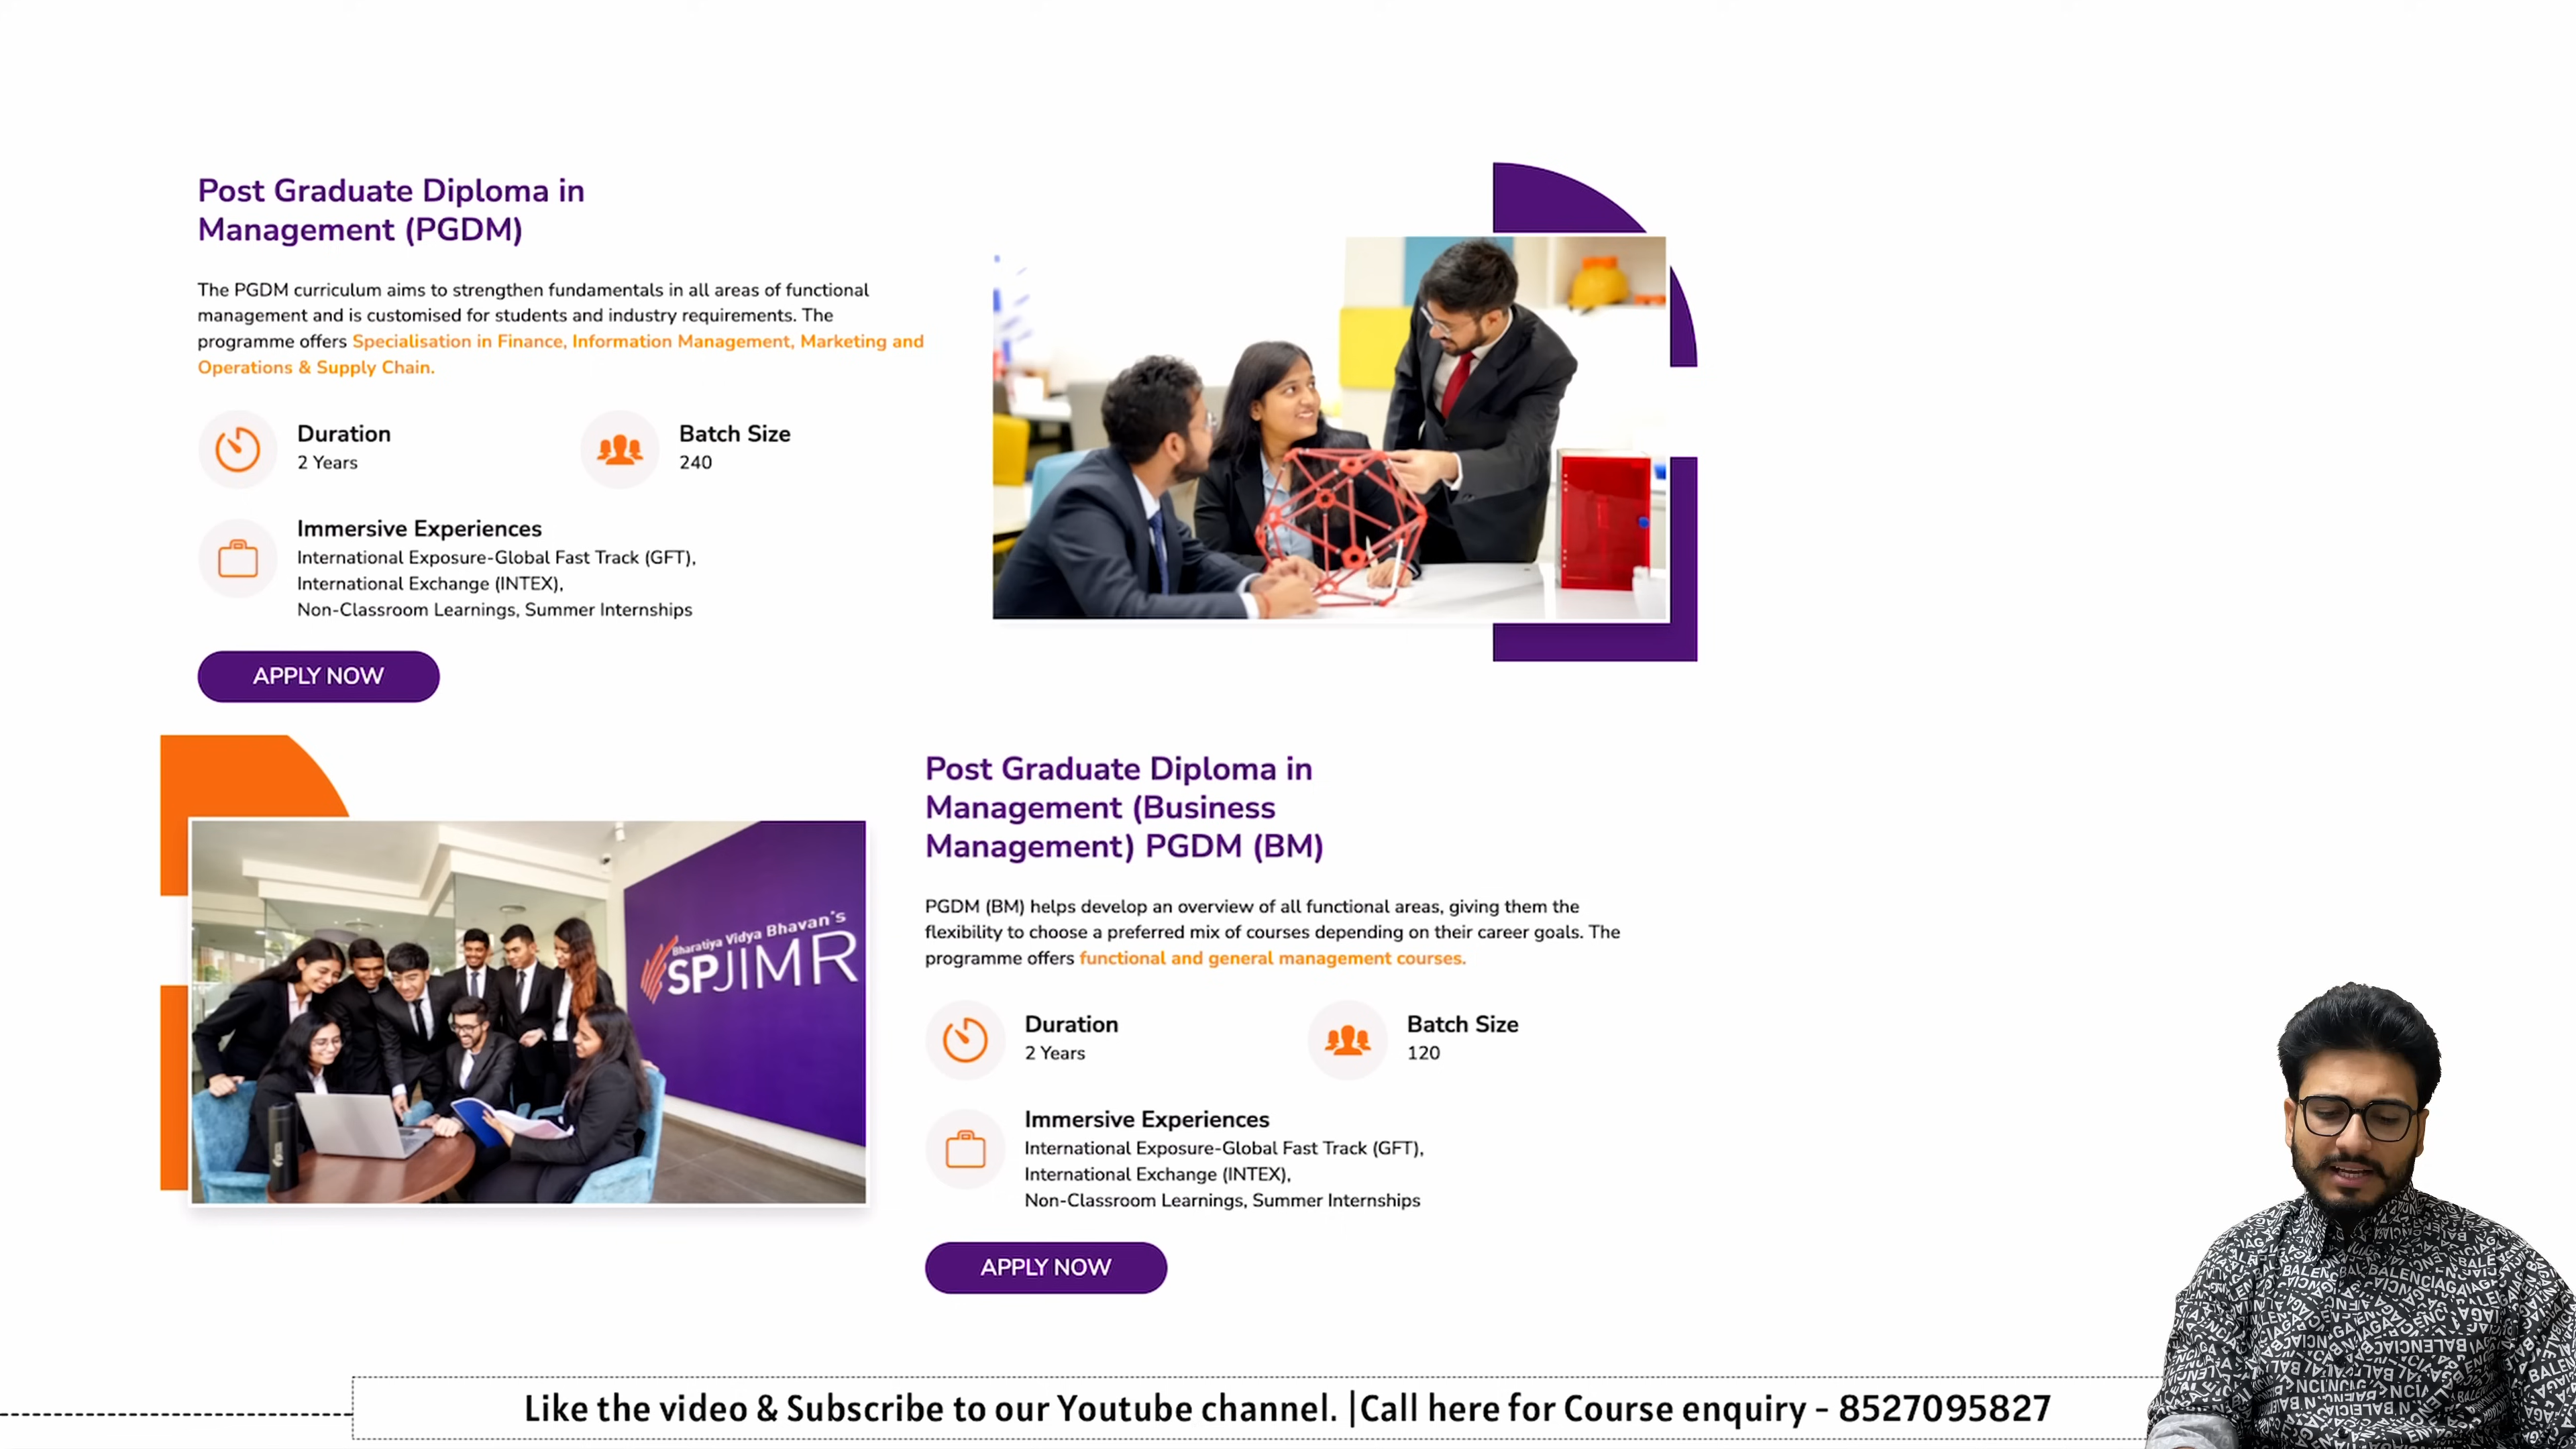 Post Graduate Diploma in
Management (PGDM)
The PGDM curriculum aims to strengthen fundamentals in all areas of functional
management and is customised for students and industry requirements. The
programme offers Specialisation in Finance, Information Management, Marketing and
Operations & Supply Chain.
Duration
2 Years
Batch Size
240
Immersive Experiences
International Exposure-Global Fast Track (GFT),
International Exchange (INTEX),
Non-Classroom Learnings, Summer Internships
APPLY NOW
Bharatiya Vidya Bhavan's
SPJIMR
Post Graduate Diploma in
Management (Business
Management) PGDM (BM)
PGDM (BM) helps develop an overview of all functional areas, giving them the
flexibility to choose a preferred mix of courses depending on their career goals. The
programme offers functional and general management courses.
Duration
2 Years
Batch Size
120
Immersive Experiences
International Exposure-Global Fast Track (GFT),
International Exchange (INTEX),
Non-Classroom Learnings, Summer Internships
APPLY NOW
BALENCIAGA
Like the video & Subscribe to our Youtube channel. |Call here for Course enquiry - 8527095827